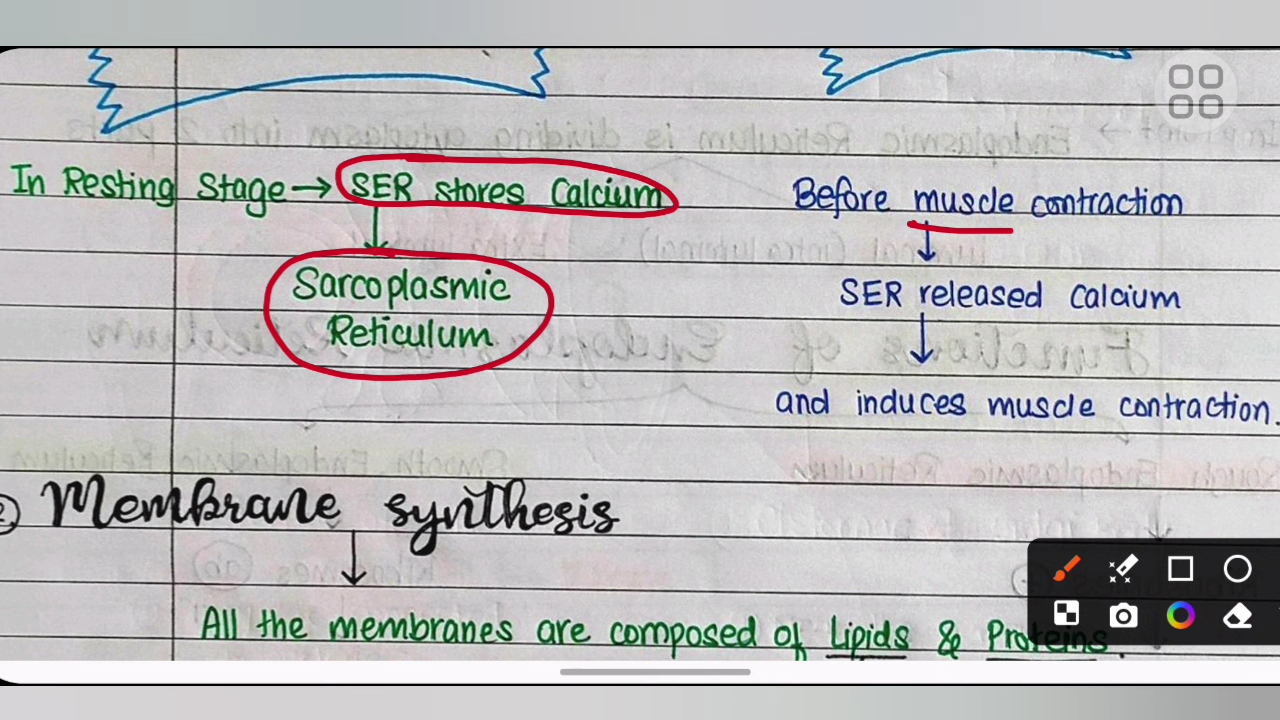 In Resting Stage → SER stores Calcium
Sarcoplasmic
Reticulum
Before muscle contraction
SER released Calcium
and induces muscle contraction.
Membrane synthesis
All the membranes are composed of Lipids & Proteins.